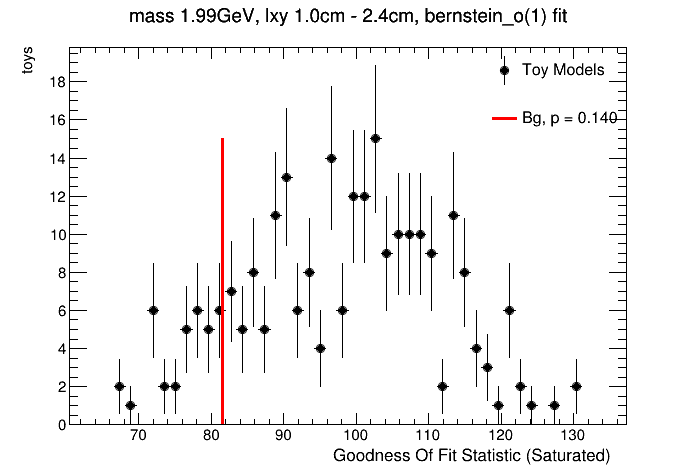 mass 1.99GeV, lxy 1.0cm - 2.4cm, bernstein_o(1) fit
toys
Toy Models
Bg, p = 0.140
18
16
14
12
10
8
6
4
2
0
70 80 90 100 110 120 130
Goodness Of Fit Statistic (Saturated)